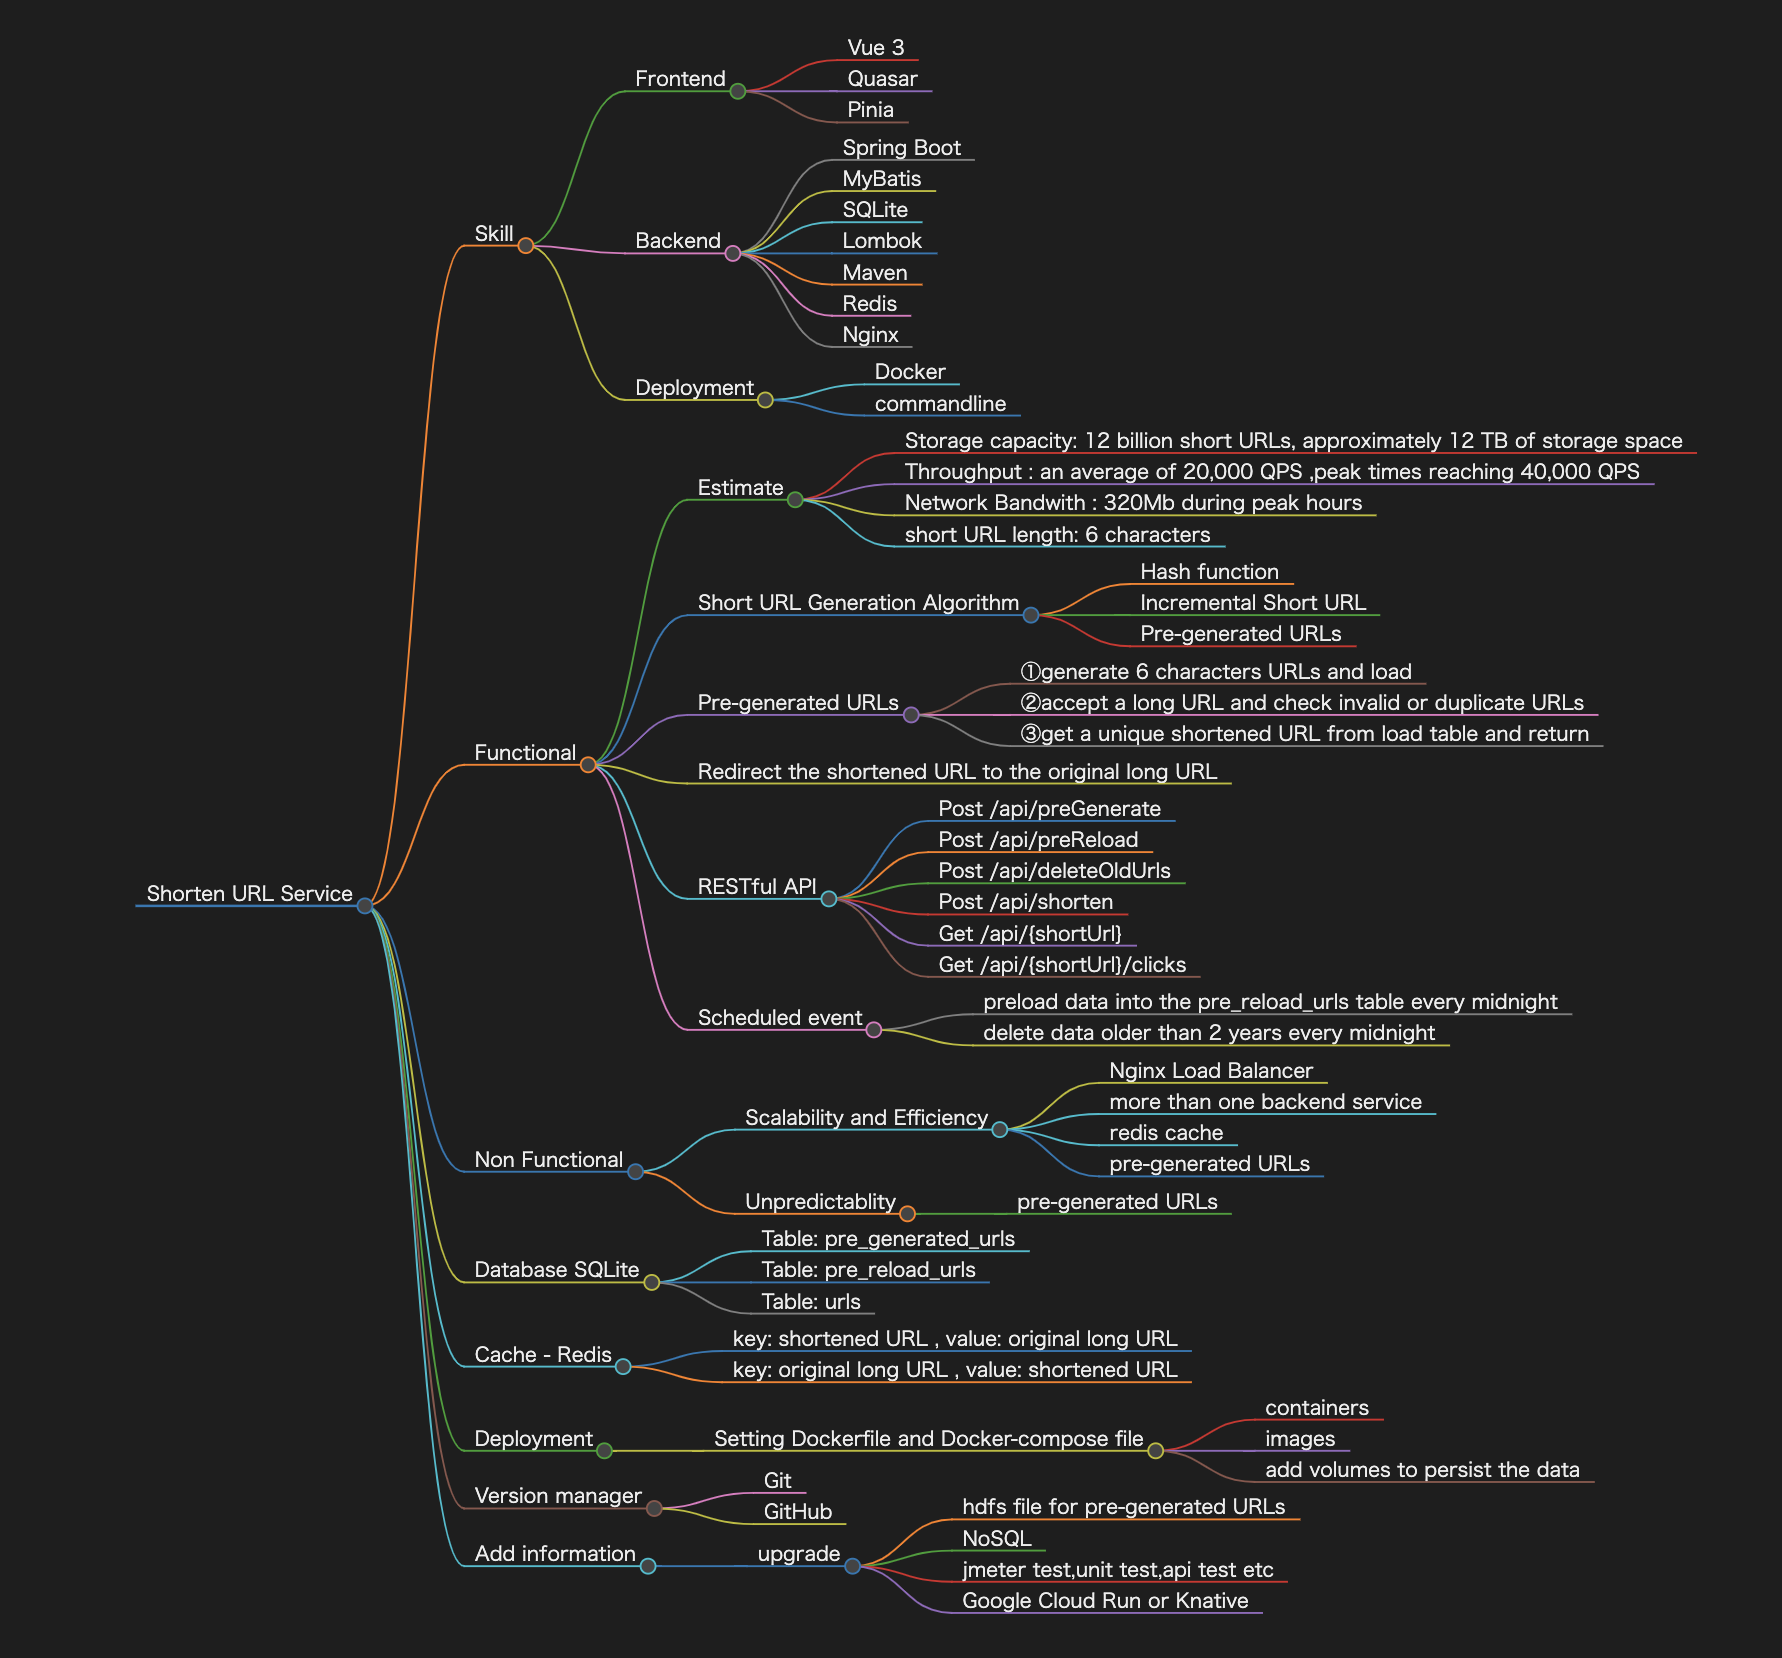 Vue 3
Frontend
Quasar
Pinia
Spring Boot
MyBatis
SQLite
Skill
Backend
Lombok
Maven
Redis
Nginx
Docker
Deployment
commandline
Storage capacity: 12 billion short URLs, approximately 12 TB of storage space
Throughput : an average of 20,000 QPS ,peak times reaching 40,000 QPS
Estimate
Network Bandwith : 320Mb during peak hours
short URL length: 6 characters
Hash function
Short URL Generation Algorithm
Incremental Short URL
Pre-generated URLs
①generate 6 characters URLs and load
Pre-generated URLs
②accept a long URL and check invalid or duplicate URLs
③get a unique shortened URL from load table and return
Functional
Redirect the shortened URL to the original long URL
Post /api/preGenerate
Post /api/preReload
Post /api/deleteOldUrls
RESTful API
Shorten URL Service
Post /api/shorten
Get /api/{shortUrl}
Get /api/{shortUrl}/clicks
preload data into the pre_reload_urls table every midnight
Scheduled event
delete data older than 2 years every midnight
Nginx Load Balancer
more than one backend service
Scalability and Efficiency
redis cache
Non Functional
pre-generated URLs
Unpredictablity
pre-generated URLs
Table: pre_generated_urls
Database SQLite
Table: pre_reload_urls
Table: urls
key: shortened URL , value: original long URL
Cache - Redis
key: original long URL , value: shortened URL
containers
Deployment
Setting Dockerfile and Docker-compose file
images
add volumes to persist the data
Git
Version manager
GitHub
hdfs file for pre-generated URLs
NoSQL
Add information
upgrade
jmeter test,unit test,api test etc
Google Cloud Run or Knative